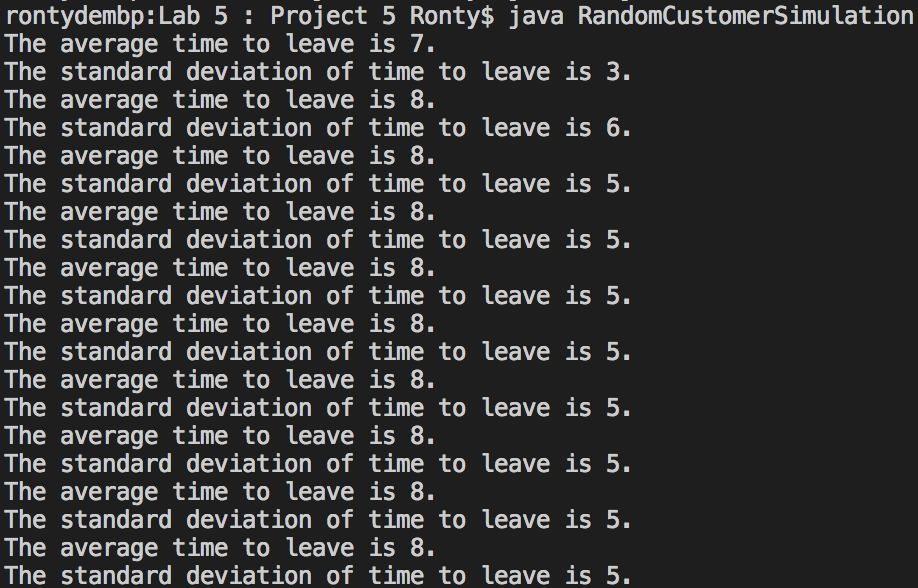 rontydembp:Lab 5 : Project 5 Ronty$ java RandomCustomerSimulation
The average time to leave is 7.
The standard deviation of time to leave is 3.
The average time to leave is 8.
The standard deviation of time to leave is 6.
The average time to leave is 8.
The standard deviation of time to leave is 5.
The average time to leave is 8.
The standard deviation of time to leave is 5.
The average time to leave is 8.
The standard deviation of time to leave is 5.
The average time to leave is 8.
The standard deviation of time to leave is 5.
The average time to leave is 8.
The standard deviation of time to leave is 5.
The average time to leave is 8.
The standard deviation of time to leave is 5.
The average time to leave is 8.
The standard deviation of time to leave is 5.
The average time to leave is 8.
The standard deviation of time to leave is 5.